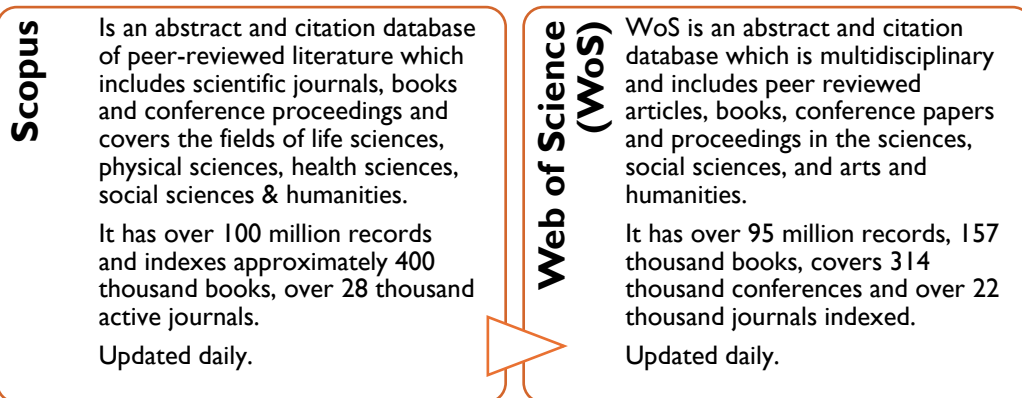 Scopus
Is an abstract and citation database
of peer-reviewed literature which
includes scientific journals, books
and conference proceedings and
covers the fields of life sciences,
physical sciences, health sciences,
social sciences & humanities.
It has over 100 million records
and indexes approximately 400
thousand books, over 28 thousand
active journals.
Updated daily.
Web of Science
(WoS)
WoS is an abstract and citation
database which is multidisciplinary
and includes peer reviewed
articles, books, conference papers
and proceedings in the sciences,
social sciences, and arts and
humanities.
It has over 95 million records, 157
thousand books, covers 314
thousand conferences and over 22
thousand journals indexed.
Updated daily.